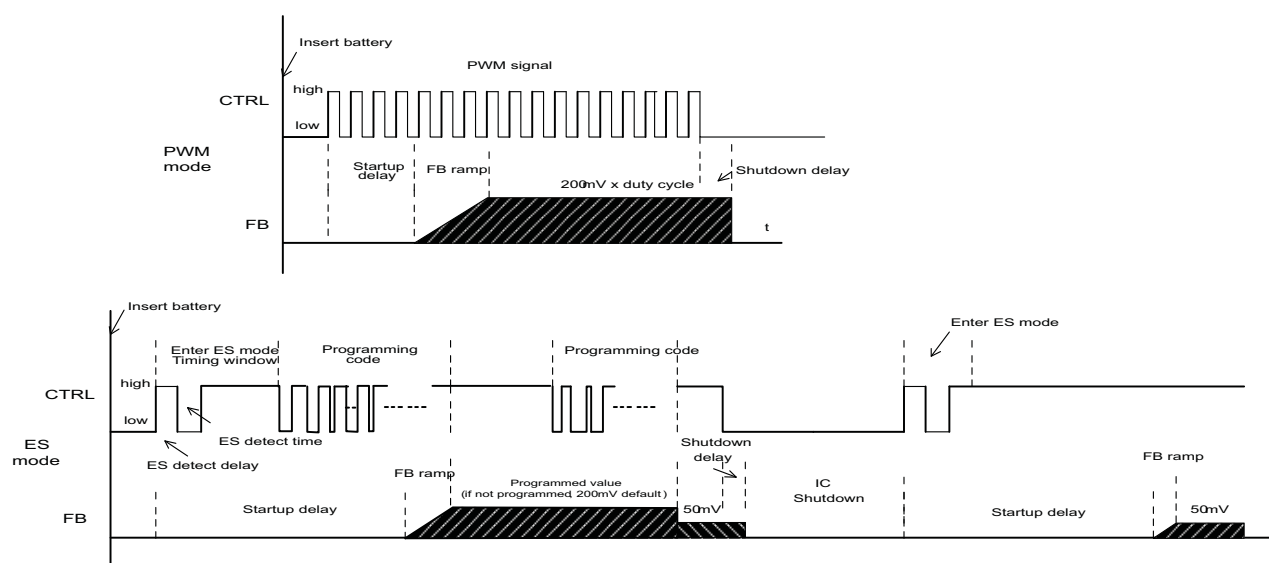 Insert battery
PWM signal
CTRL
high
low
PWM
mode
Startup
delay
FB ramp
200mV x duty cycle
Shutdown delay
FB
t
Insert battery
Enter ES mode
Enter ES mode
Timing window
Programming
code
Programming code
CTRL
high
low
ES
mode
ES detect time
ES detect delay
Shutdown
delay
FB ramp
FB ramp
Programmed value
(if not programmed, 200mV default)
IC
Shutdown
Startup delay
50mV
Startup delay
50mV
FB